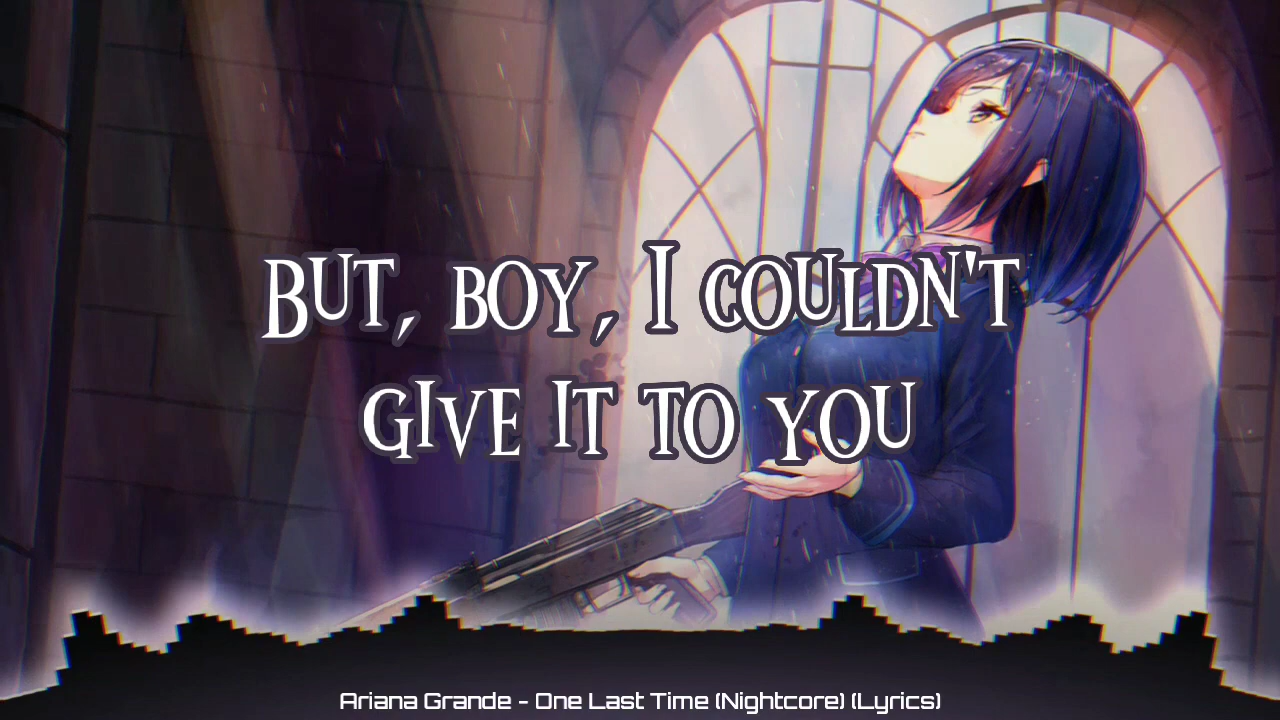 BUT, BOY, I COULDN'T
GIVE IT TO YOU
Ariana Grande - One Last Time (Nightcore) (Lyrics)